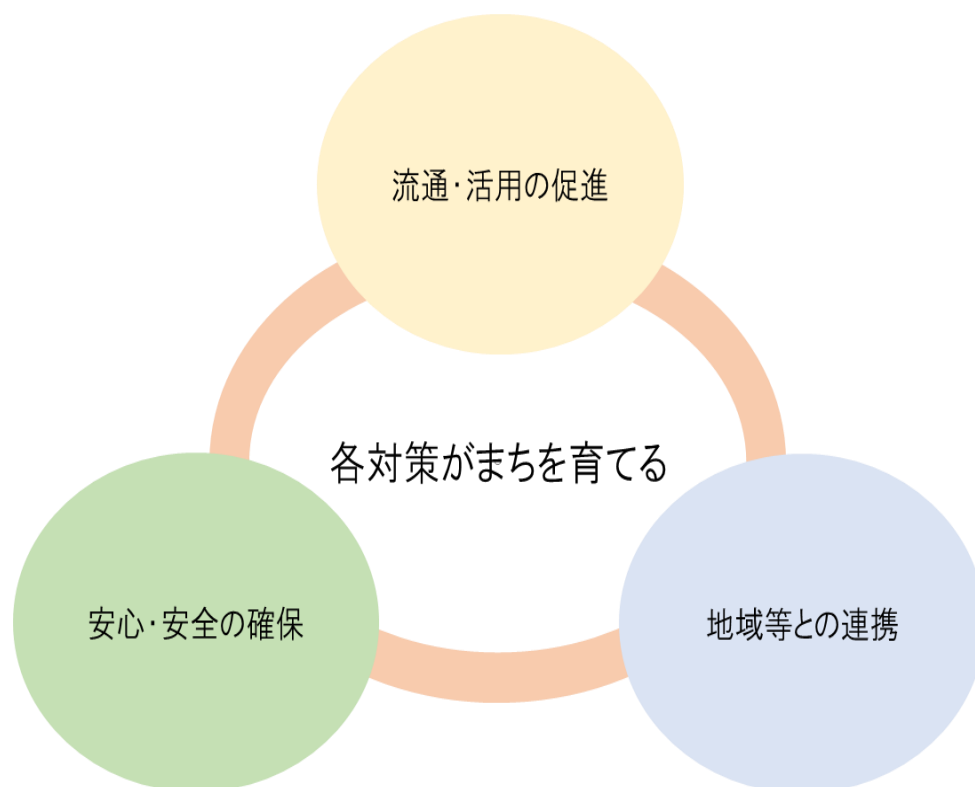 流通・活用の促進
各対策がまちを育てる
安心・安全の確保
地域等との連携